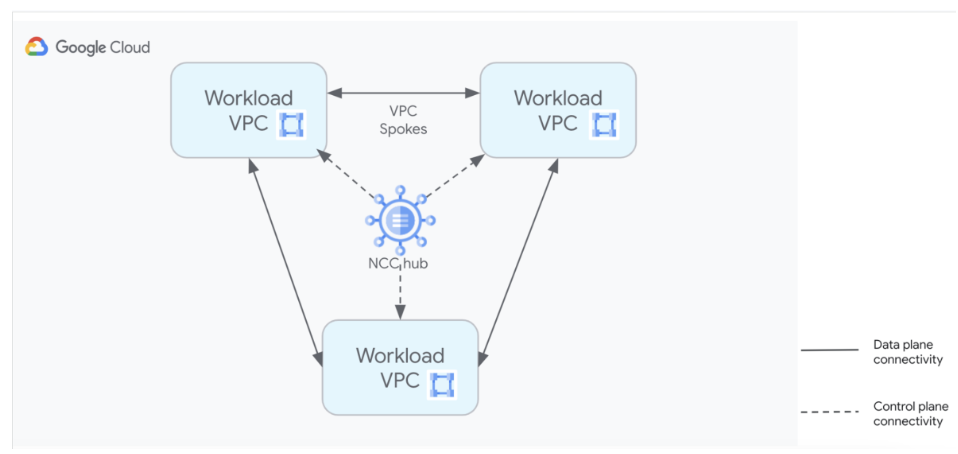 Google Cloud
Workload
VPC
Workload
VPC
VPC
Spokes
NCC hub
Workload
VPC
Data plane
connectivity
Control plane
connectivity